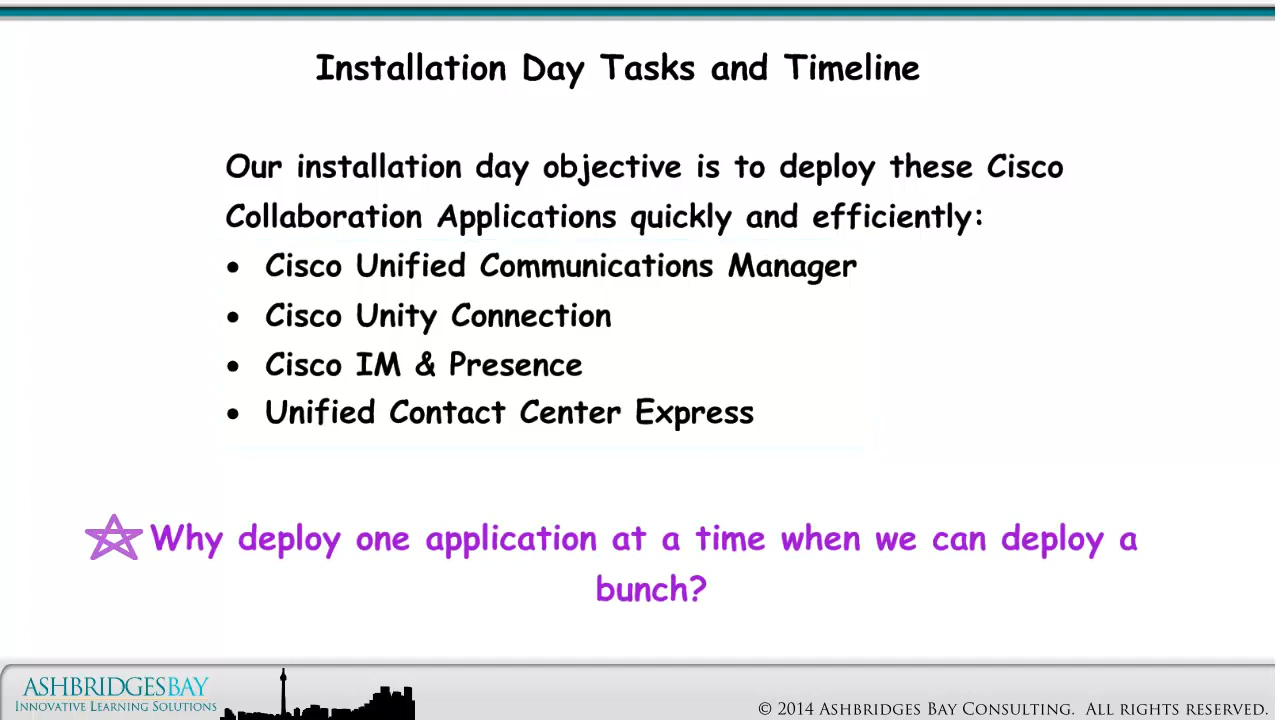 Installation Day Tasks and Timeline
Our installation day objective is to deploy these Cisco
Collaboration Applications quickly and efficiently:
• Cisco Unified Communications Manager
• Cisco Unity Connection
• Cisco IM & Presence
• Unified Contact Center Express
Why deploy one application at a time when we can deploy a
bunch?
ASHBRIDGESBAY
INNOVATIVE LEARNING SOLUTIONS
© 2014 ASHBRIDGES BAY CONSULTING. ALL RIGHTS RESERVED.